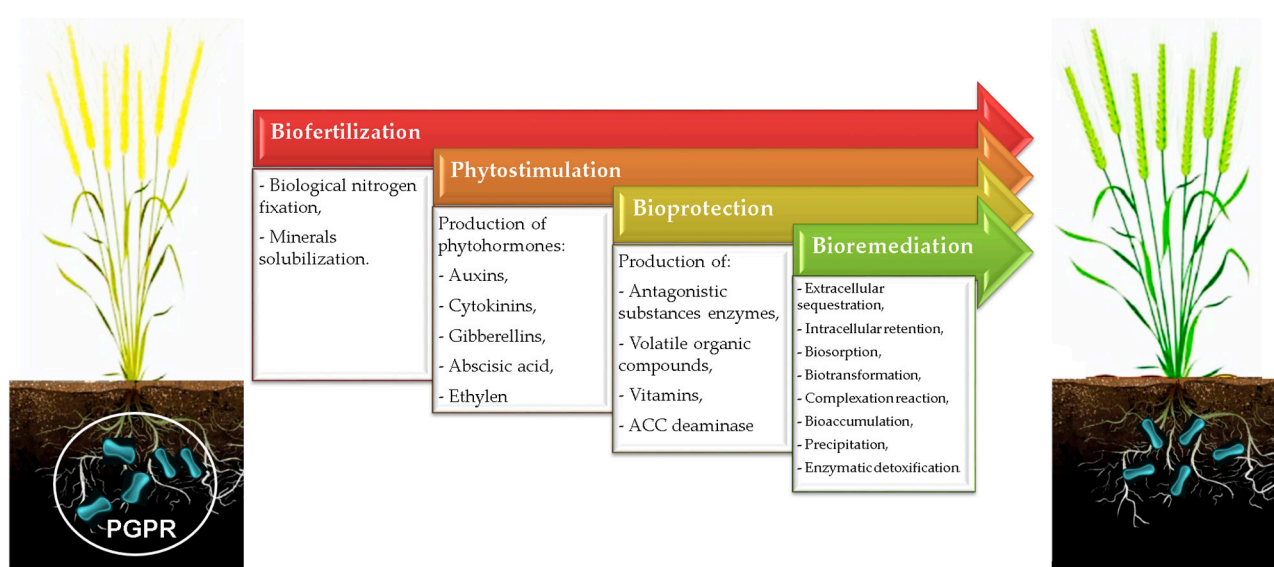 Biofertilization
- Biological nitrogen
fixation,
- Minerals
solubilization.
Phytostimulation
Production of
phytohormones:
- Auxins,
- Cytokinins,
- Gibberellins,
- Abscisic acid,
- Ethylen
Bioprotection
Production of:
- Antagonistic
substances enzymes,
- Volatile organic
compounds,
- Vitamins,
- ACC deaminase
Bioremediation
- Extracellular
sequestration,
- Intracellular retention,
- Biosorption,
- Biotransformation,
- Complexation reaction,
- Bioaccumulation,
- Precipitation,
- Enzymatic detoxification
PGPR